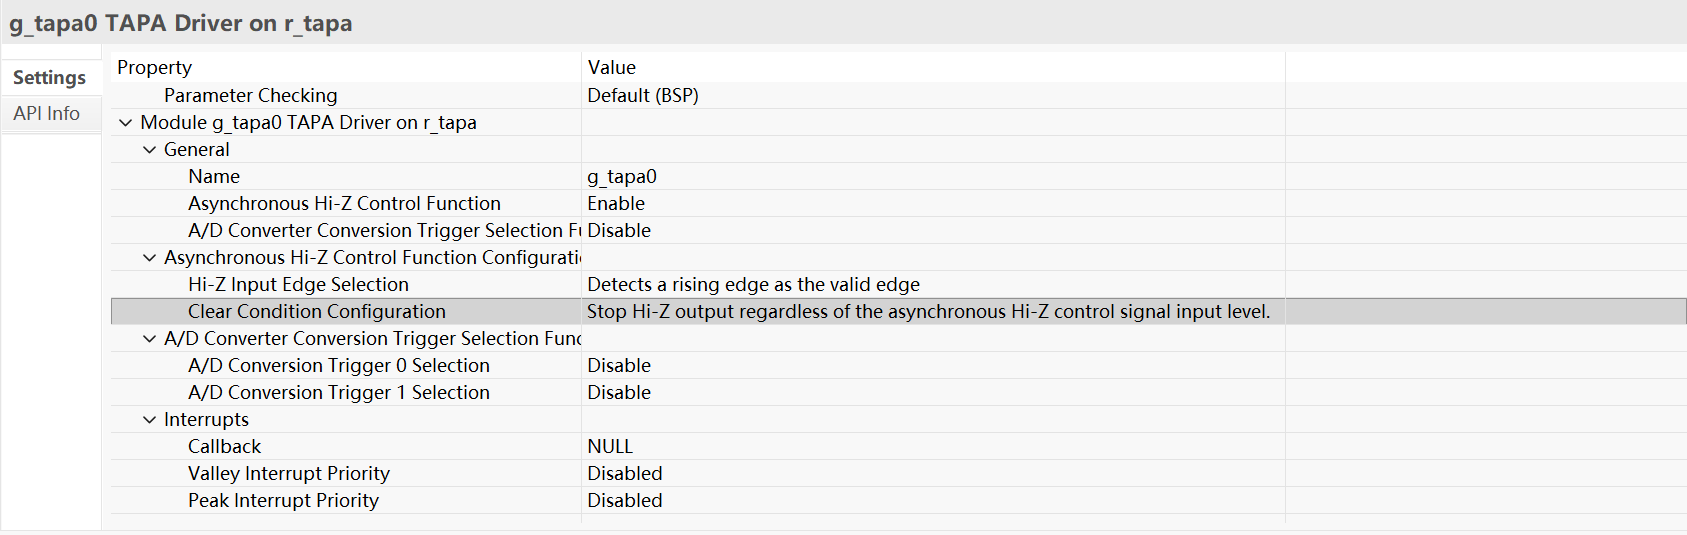 g_tapa0 TAPA Driver on r_tapa
Settings
API Info
Property Value
Parameter Checking Default (BSP)
Module g_tapa0 TAPA Driver on r_tapa
General
Name g_tapa0
Asynchronous Hi-Z Control Function Enable
A/D Converter Conversion Trigger Selection Fu Disable
Asynchronous Hi-Z Control Function Configurati
Hi-Z Input Edge Selection Detects a rising edge as the valid edge
Clear Condition Configuration Stop Hi-Z output regardless of the asynchronous Hi-Z control signal input level.
A/D Converter Conversion Trigger Selection Func
A/D Conversion Trigger 0 Selection Disable
A/D Conversion Trigger 1 Selection Disable
Interrupts
Callback NULL
Valley Interrupt Priority Disabled
Peak Interrupt Priority Disabled